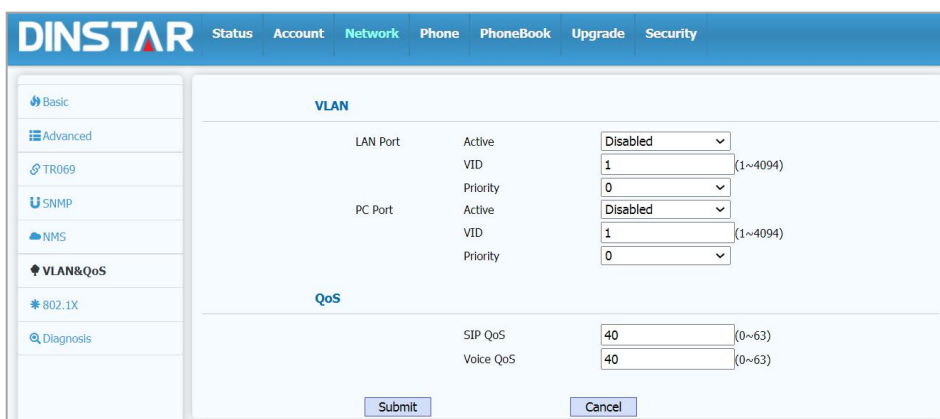 DINSTAR Status Account Network Phone PhoneBook Upgrade Security
Basic
Advanced
TR069
SNMP
NMS
VLAN&QoS
802.1X
Diagnosis
VLAN
LAN Port Active Disabled
VID 1 (1~4094)
Priority 0
PC Port Active Disabled
VID 1 (1~4094)
Priority 0
QoS
SIP QoS 40 (0~63)
Voice QoS 40 (0~63)
Submit Cancel